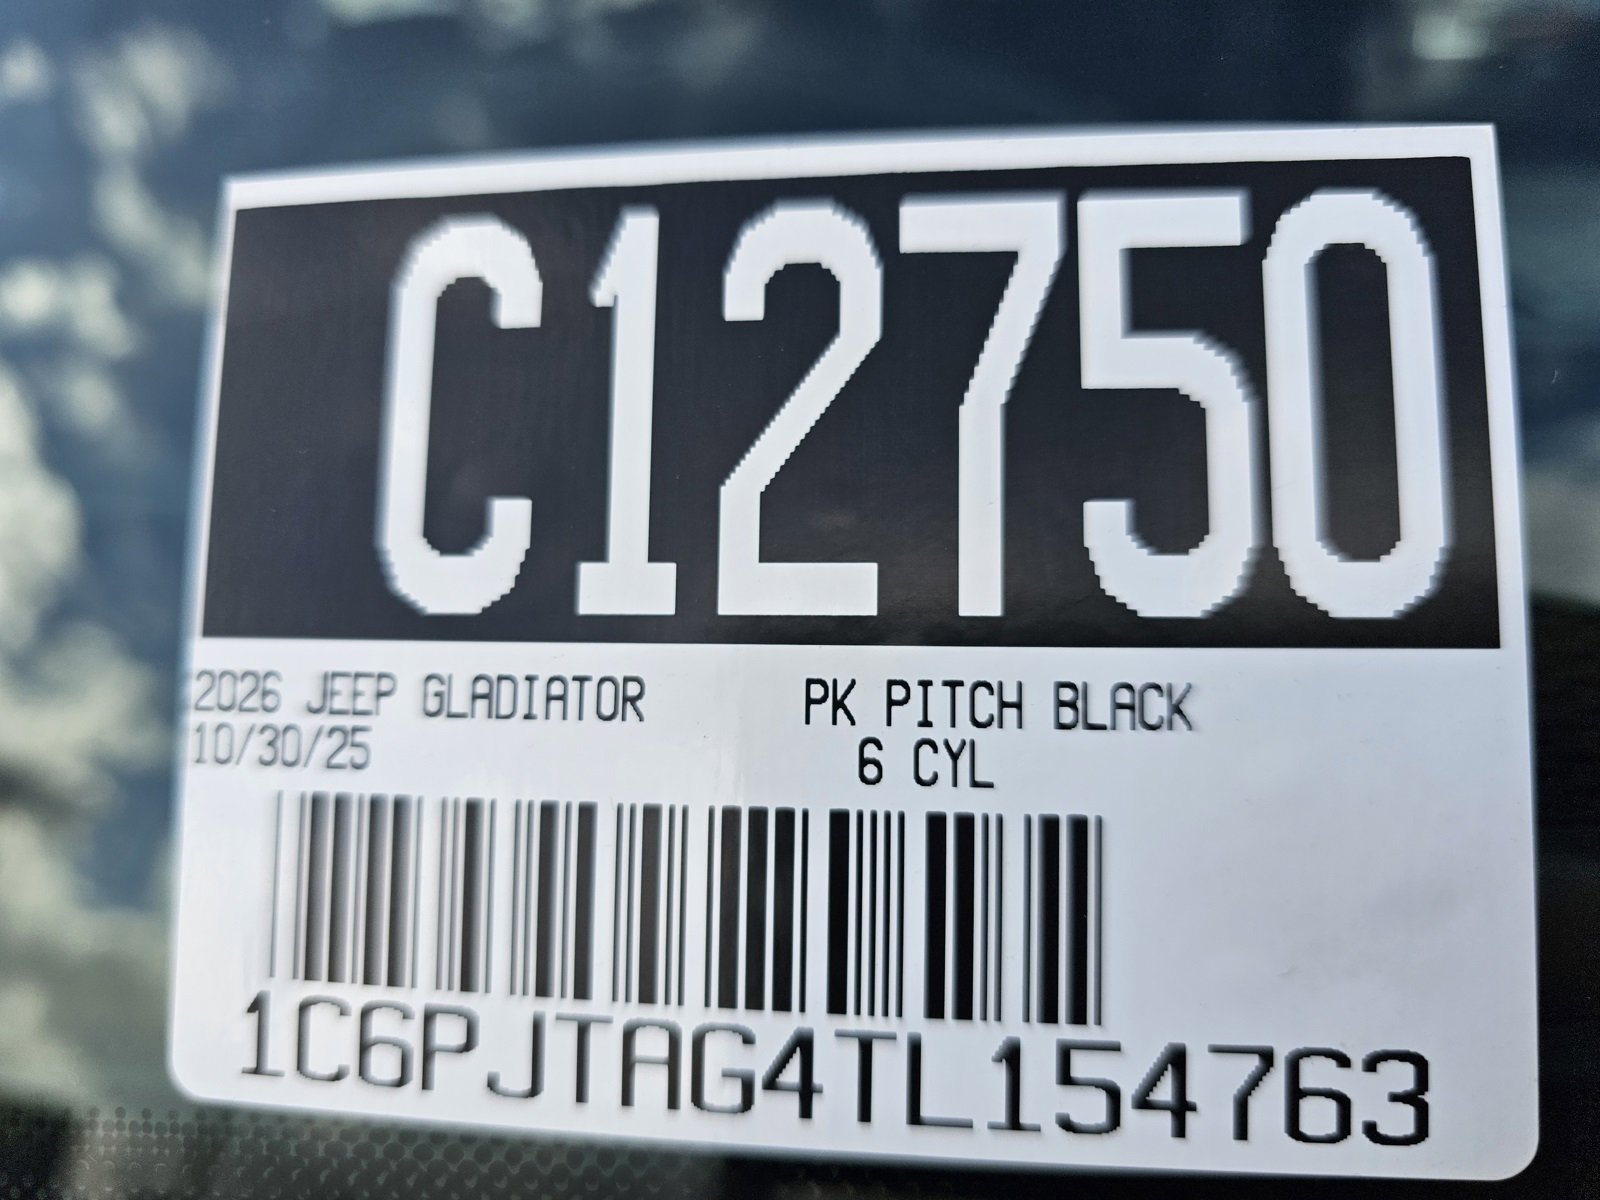 C12750
2026 JEEP GLADIATOR PK PITCH BLACK
10/30/25 6 CYL
1C6PJTAG4TL154763